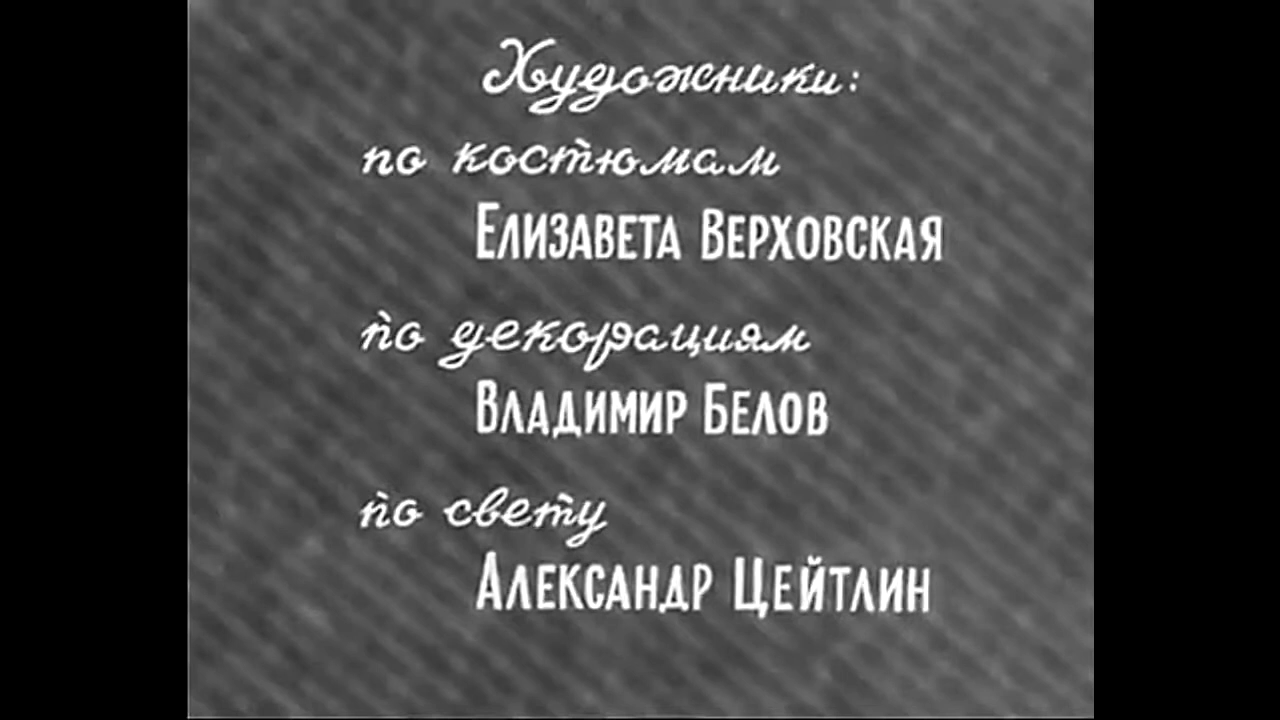 Художники:
по костюмам
Елизавета Верховская
по декорациям
Владимир Белов
по свету
Александр Цейтлин